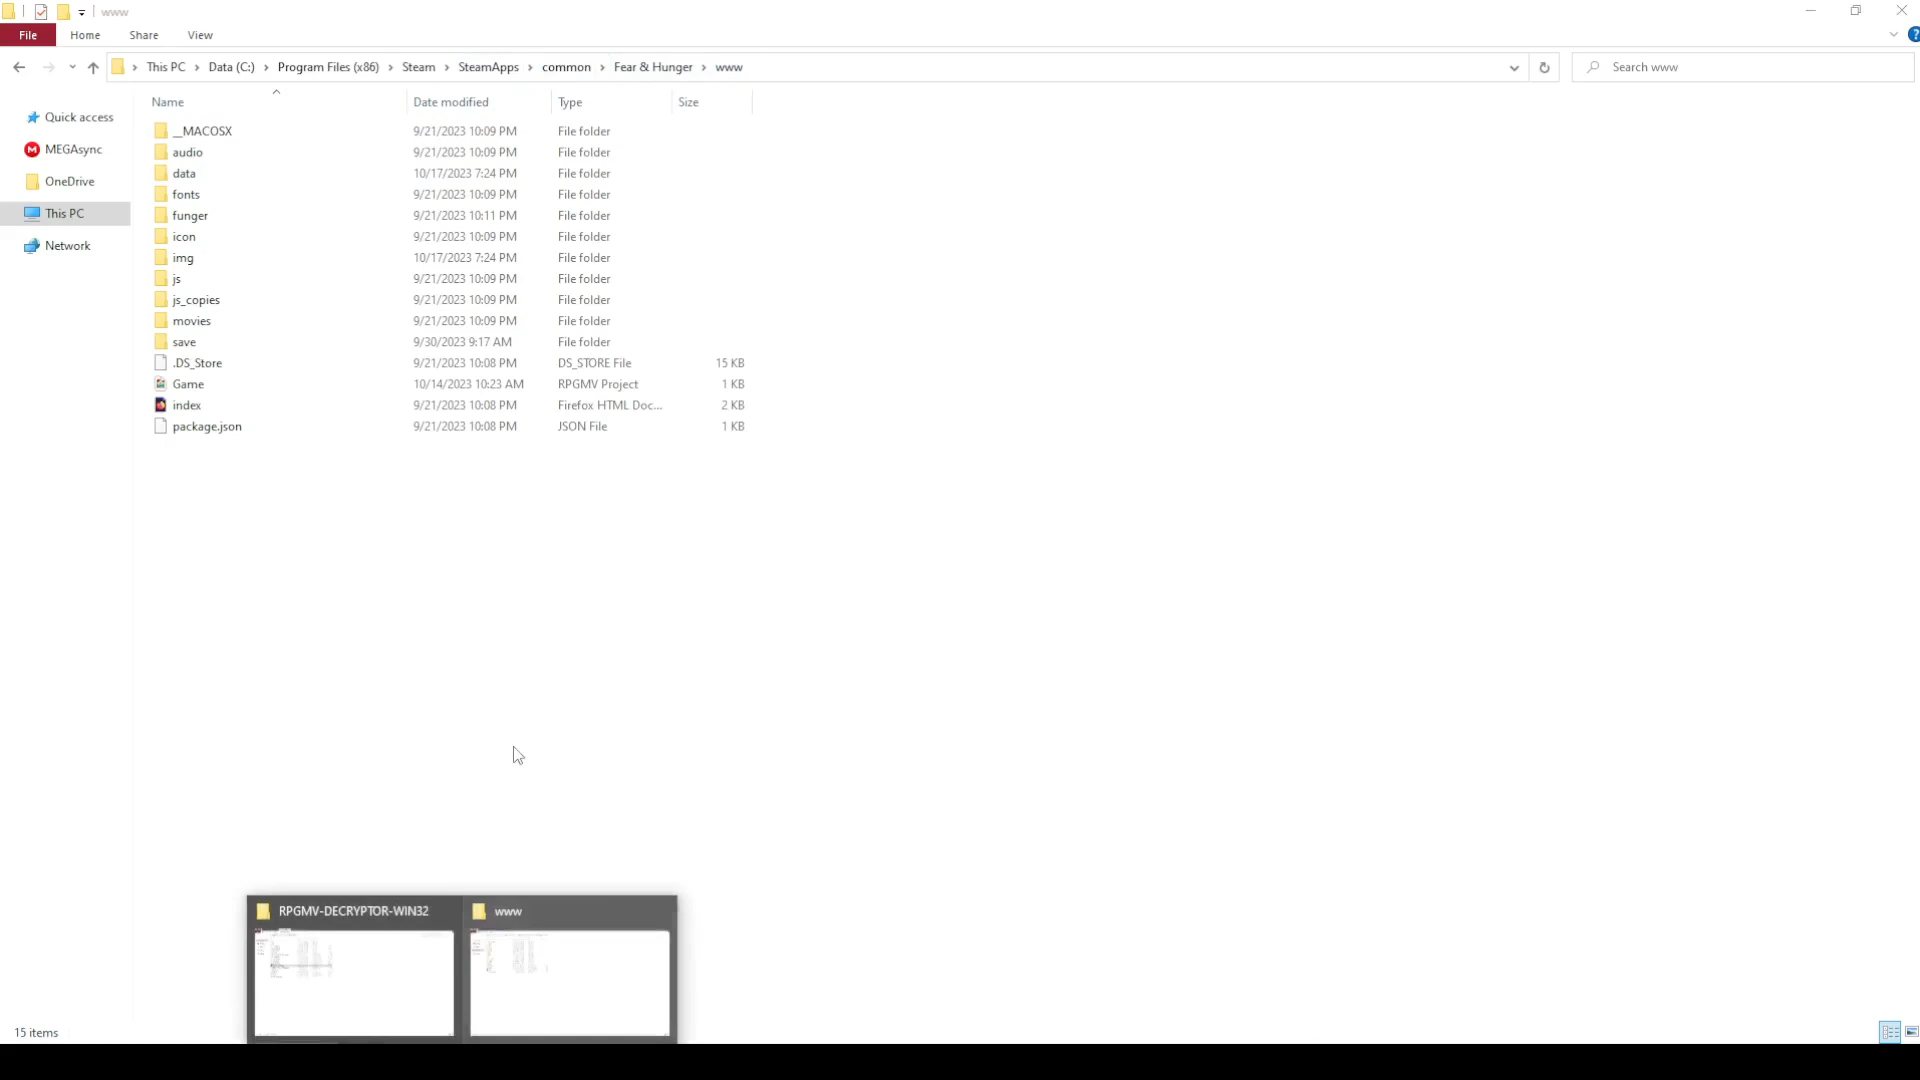 www
File Home Share View
This PC Data (C:) Program Files (x86) Steam SteamApps common Fear & Hunger www Search www
Name Date modified Type Size
Quick access
MEGAsync
OneDrive
This PC
Network
__MACOSX 9/21/2023 10:09 PM File folder
audio 9/21/2023 10:09 PM File folder
data 10/17/2023 7:24 PM File folder
fonts 9/21/2023 10:09 PM File folder
funger 9/21/2023 10:11 PM File folder
icon 9/21/2023 10:09 PM File folder
img 10/17/2023 7:24 PM File folder
js 9/21/2023 10:09 PM File folder
js_copies 9/21/2023 10:09 PM File folder
movies 9/21/2023 10:09 PM File folder
save 9/30/2023 9:17 AM File folder
.DS_Store 9/21/2023 10:08 PM DS_STORE File 15 KB
Game 10/14/2023 10:23 AM RPGMV Project 1 KB
index 9/21/2023 10:08 PM Firefox HTML Doc... 2 KB
package.json 9/21/2023 10:08 PM JSON File 1 KB
RPGMV-DECRYPTOR-WIN32 www
15 items